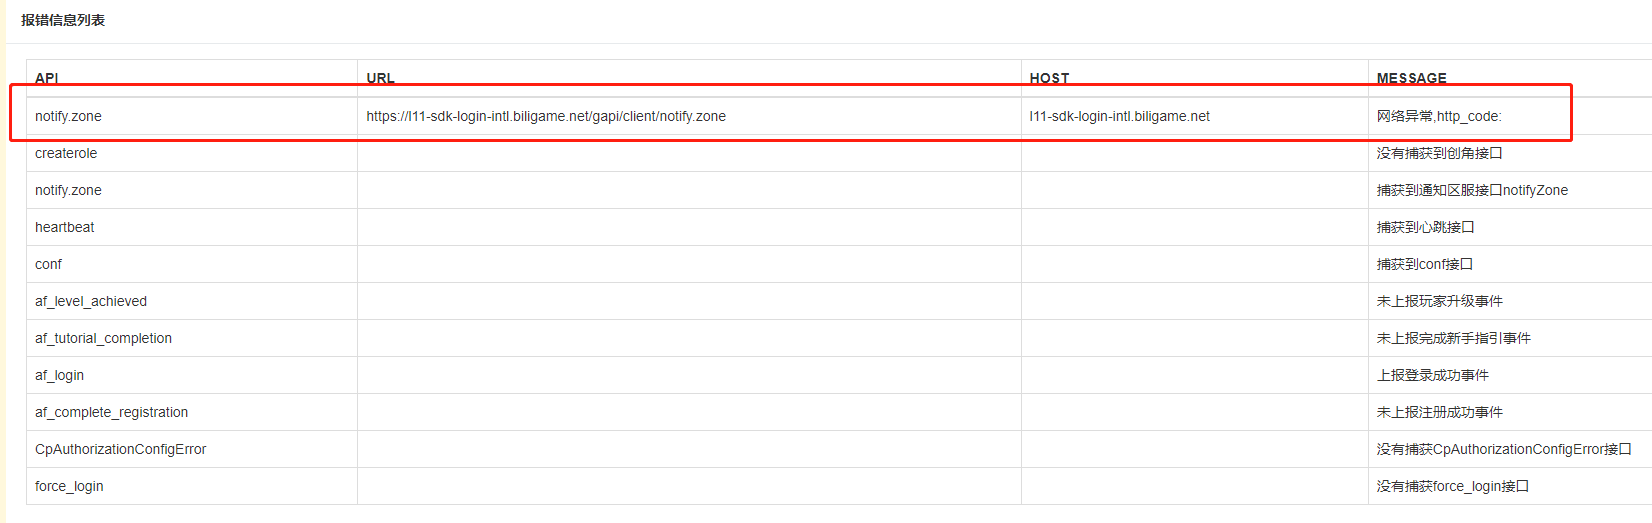 报错信息列表
API URL HOST MESSAGE
notify.zone https://l11-sdk-login-intl.biligame.net/gapi/client/notify.zone l11-sdk-login-intl.biligame.net 网络异常,http_code:
createrole 没有捕获到创角接口
notify.zone 捕获到通知区服接口notifyZone
heartbeat 捕获到心跳接口
conf 捕获到conf接口
af_level_achieved 未上报玩家升级事件
af_tutorial_completion 未上报完成新手指引事件
af_login 上报登录成功事件
af_complete_registration 未上报注册成功事件
CpAuthorizationConfigError 没有捕获CpAuthorizationConfigError接口
force_login 没有捕获force_login接口